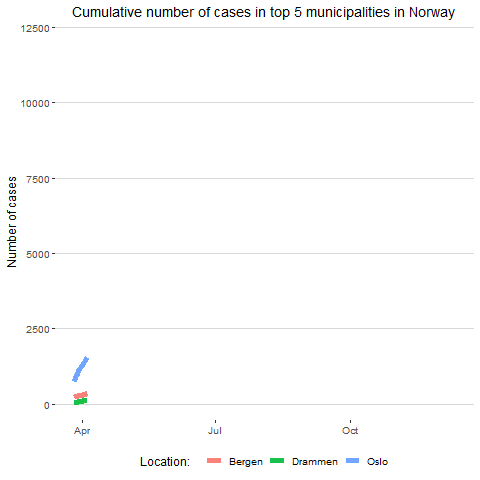 Cumulative number of cases in top 5 municipalities in Norway
12500
10000
7500
5000
2500
0
Number of cases
Apr Jul Oct
Location: Bergen Drammen Oslo